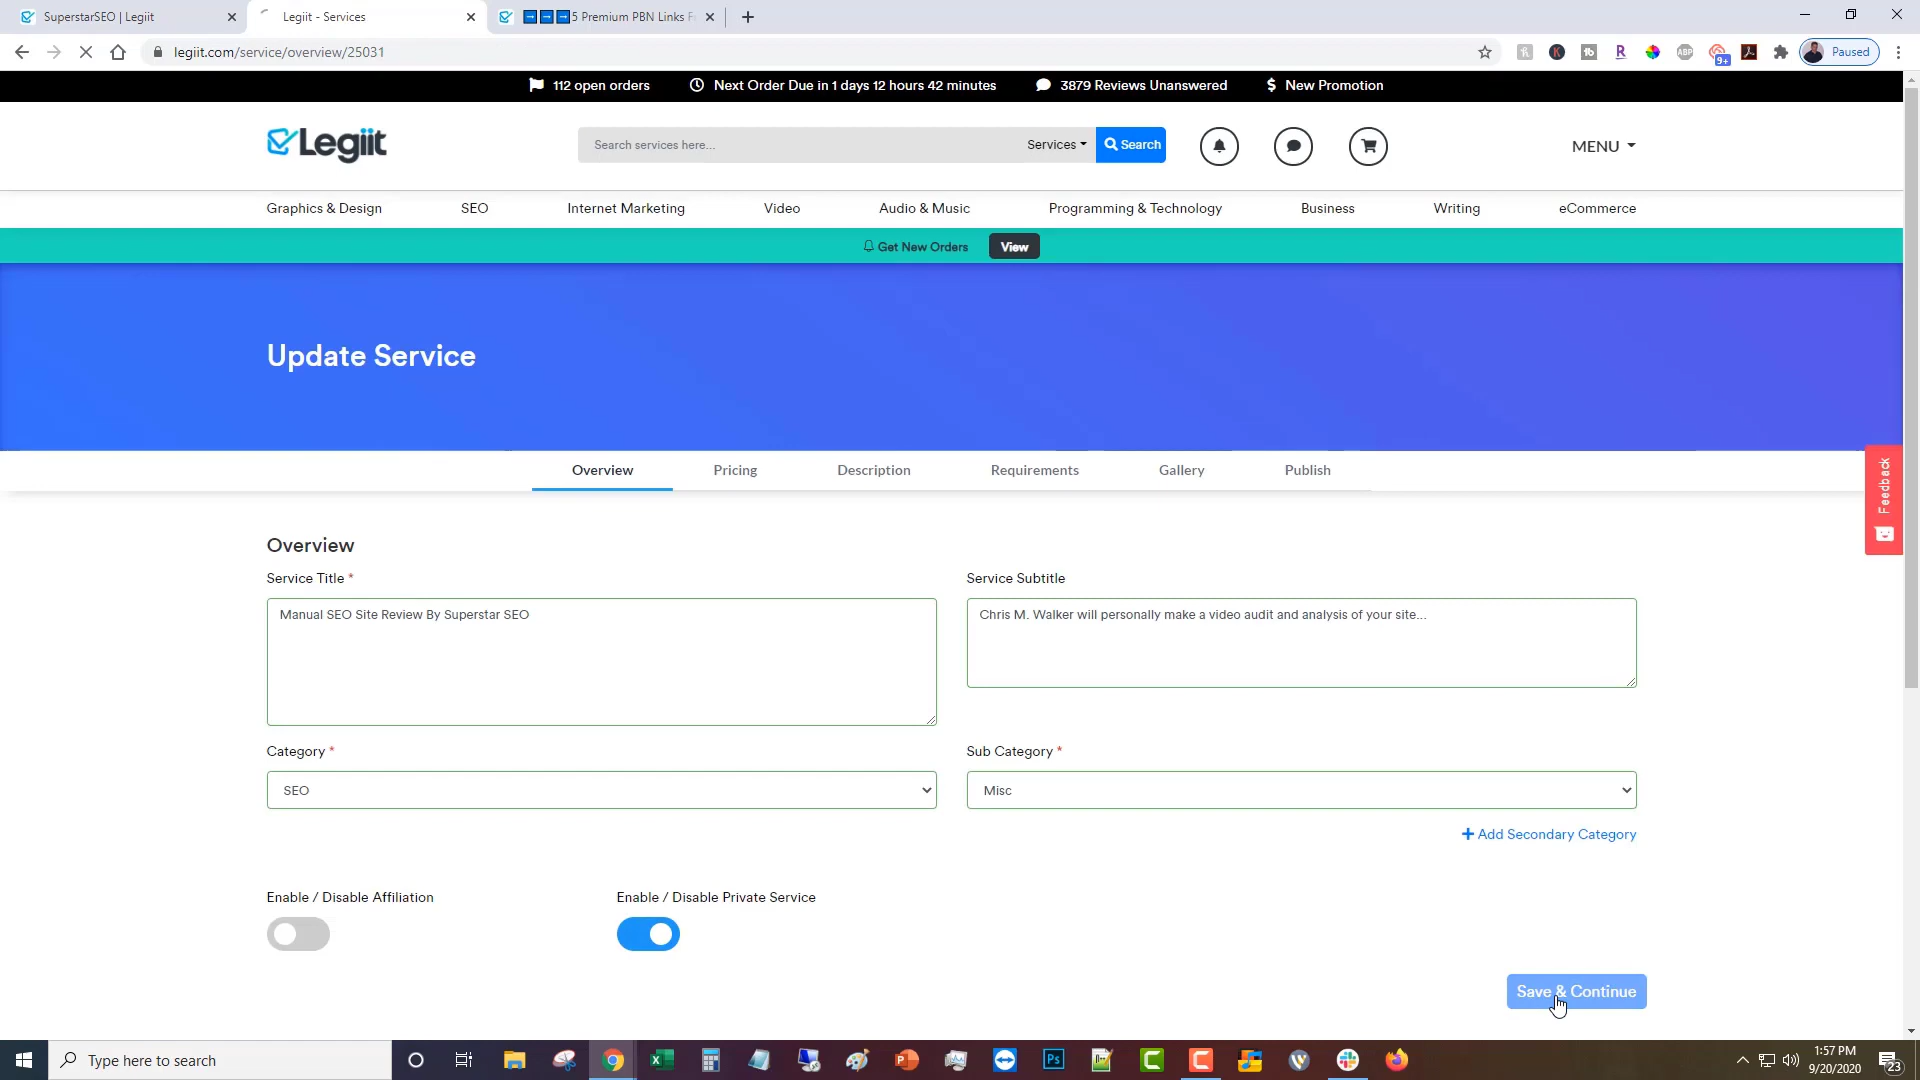 SuperstarSEO | Legiit
Legiit - Services
5 Premium PBN Links F
legiit.com/service/overview/25031
ABP
9+
Paused
112 open orders
Next Order Due in 1 days 12 hours 42 minutes
3879 Reviews Unanswered
New Promotion
Legiit
Search services here...
Services
Search
MENU
Graphics & Design
SEO
Internet Marketing
Video
Audio & Music
Programming & Technology
Business
Writing
eCommerce
Get New Orders
View
Update Service
Overview
Pricing
Description
Requirements
Gallery
Publish
Feedback
Overview
Service Title *
Service Subtitle
Manual SEO Site Review By Superstar SEO
Chris M. Walker will personally make a video audit and analysis of your site...
Category *
Sub Category *
SEO
Misc
+ Add Secondary Category
Enable / Disable Affiliation
Enable / Disable Private Service
Save & Continue
Type here to search
1:57 PM
9/20/2020
23